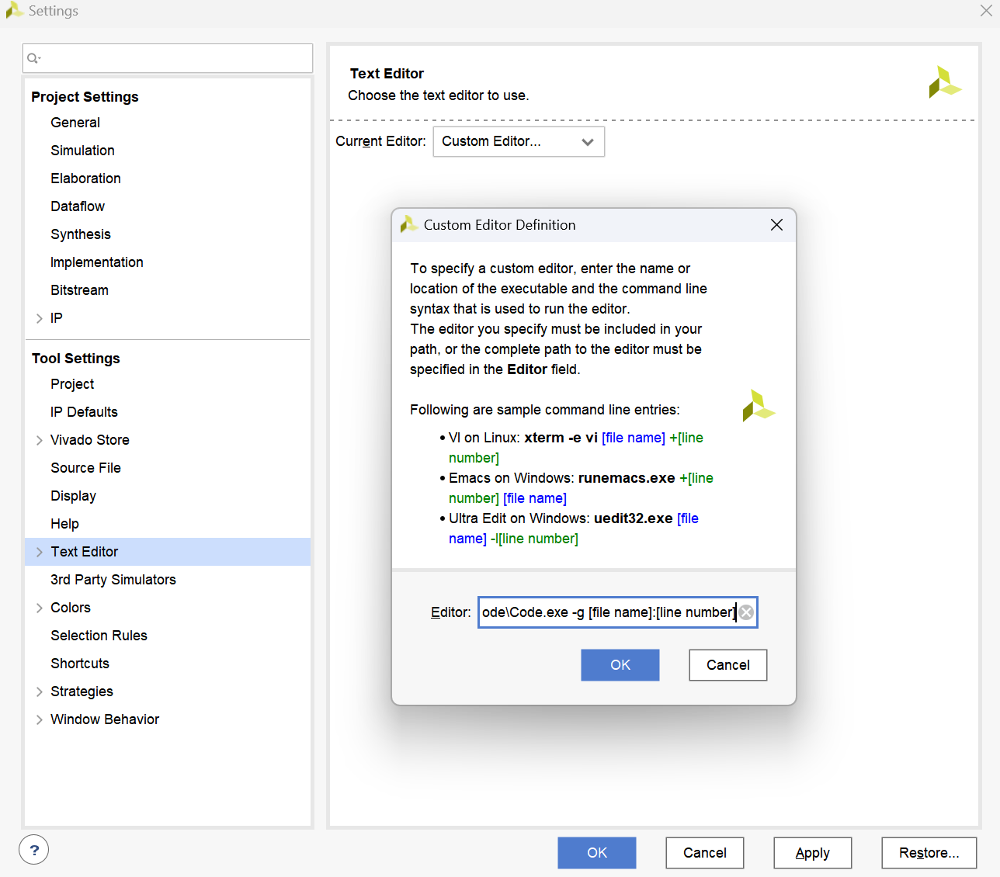 Settings
Project Settings
General
Simulation
Elaboration
Dataflow
Synthesis
Implementation
Bitstream
IP
Tool Settings
Project
IP Defaults
Vivado Store
Source File
Display
Help
Text Editor
3rd Party Simulators
Colors
Selection Rules
Shortcuts
Strategies
Window Behavior
Text Editor
Choose the text editor to use.
Current Editor: Custom Editor...
Custom Editor Definition
To specify a custom editor, enter the name or
location of the executable and the command line
syntax that is used to run the editor.
The editor you specify must be included in your
path, or the complete path to the editor must be
specified in the Editor field.
Following are sample command line entries:
• VI on Linux: xterm -e vi [file name] +[line
number]
• Emacs on Windows: runemacs.exe +[line
number] [file name]
• Ultra Edit on Windows: uedit32.exe [file
name] -l[line number]
Editor: ode\Code.exe -g [file name]:[line number]
OK Cancel
? OK Cancel Apply Restore...